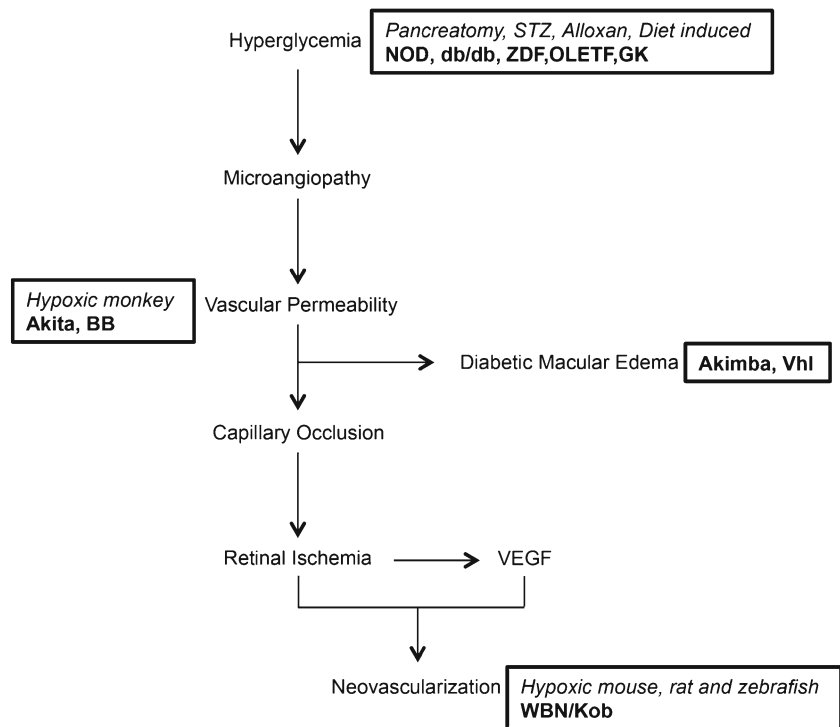 Hyperglycemia
Pancreatomy, STZ, Alloxan, Diet induced
NOD, db/db, ZDF,OLETF,GK
Microangiopathy
Hypoxic monkey
Akita, BB
Vascular Permeability
Diabetic Macular Edema
Akimba, Vhl
Capillary Occlusion
Retinal Ischemia
VEGF
Neovascularization
Hypoxic mouse, rat and zebrafish
WBN/Kob